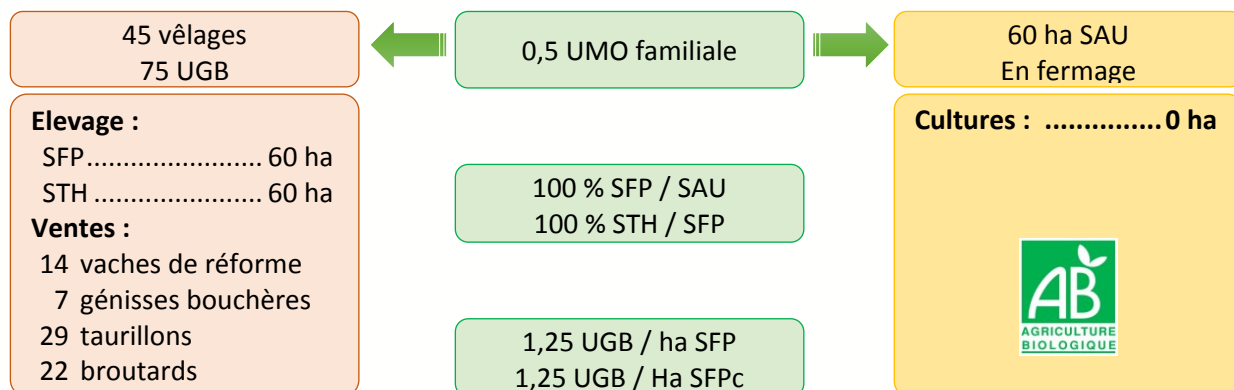 45 vêlages
75 UGB
0,5 UMO familiale
60 ha SAU
En fermage
Elevage :
SFP....................... 60 ha
STH ...................... 60 ha
Ventes :
14 vaches de réforme
7 génisses bouchères
29 taurillons
22 broutards
100 % SFP / SAU
100 % STH / SFP
1,25 UGB / ha SFP
1,25 UGB / Ha SFPc
Cultures : ............... 0 ha
AB
AGRICULTURE
BIOLOGIQUE